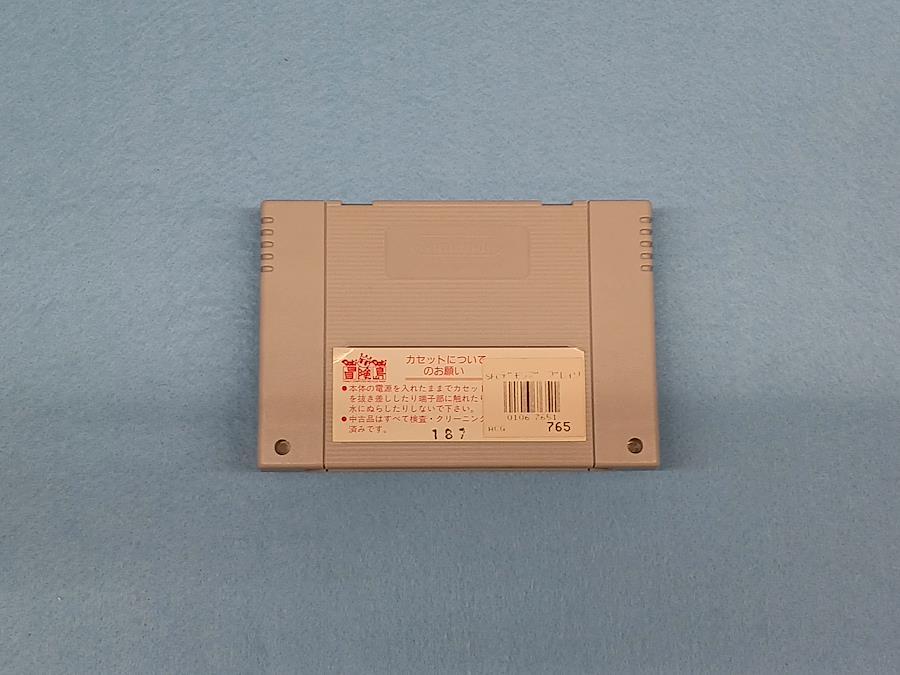 Nintendo
冒険島
カセットについて
のお願い
●本体の電源を入れたままでカセット
を抜き差ししたり端子部に触れたり
水にぬらしたりしないで下さい。
●中古品はすべて検査・クリーニング
済みです。
187
0106 7651
765